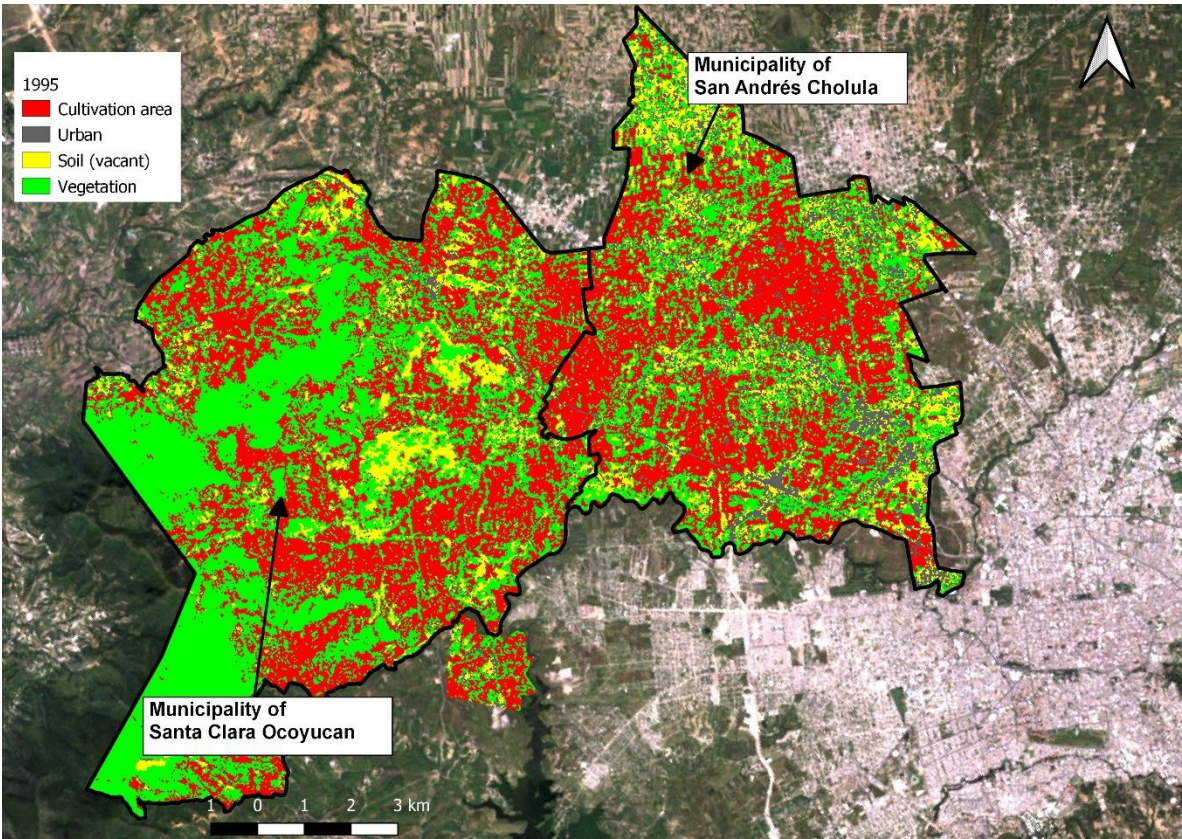 1995
Cultivation area
Urban
Soil (vacant)
Vegetation
Municipality of
San Andrés Cholula
Municipality of
Santa Clara Ocoyucan
1 0 1 2 3 km